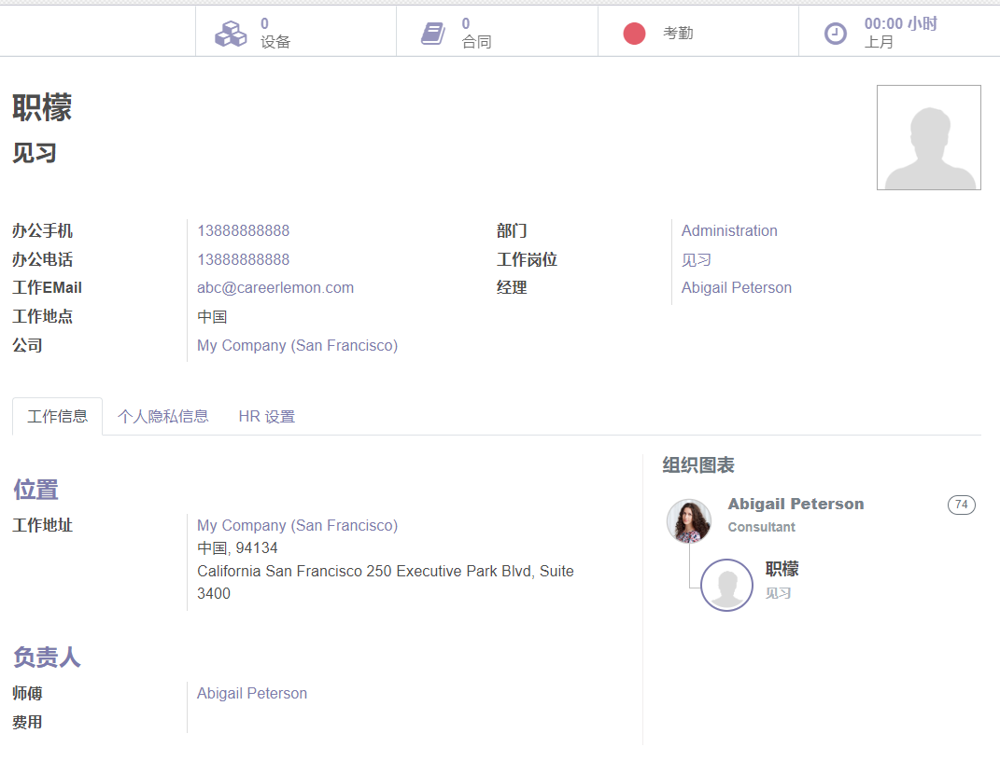 0
设备
0
合同
考勤
00:00 小时
上月
职檬
见习
办公手机 13888888888
办公电话 13888888888
工作EMail abc@careerlemon.com
工作地点 中国
公司 My Company (San Francisco)
部门 Administration
工作岗位 见习
经理 Abigail Peterson
工作信息 个人隐私信息 HR 设置
位置
工作地址 My Company (San Francisco)
中国, 94134
California San Francisco 250 Executive Park Blvd, Suite
3400
负责人
师傅 Abigail Peterson
费用
组织图表
Abigail Peterson 74
Consultant
职檬
见习